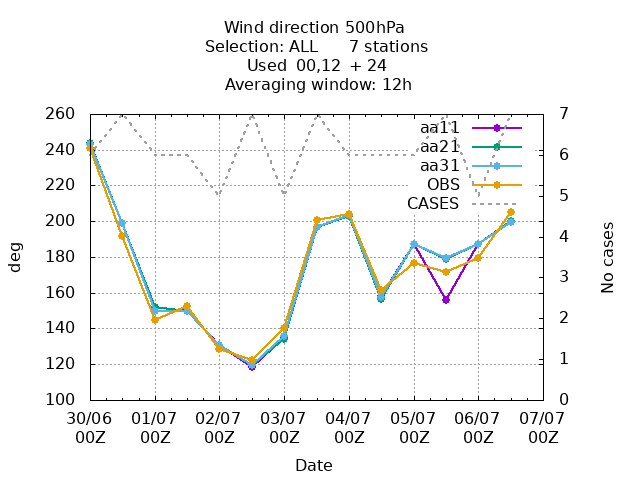 Wind direction 500hPa
Selection: ALL 7 stations
Used 00,12 + 24
Averaging window: 12h
260 7
aa11
240 aa21 6
aa31
220 OBS 5
CASES
200 4
180
160 3
140 2
120 1
100 0
deg
No cases
30/06 01/07 02/07 03/07 04/07 05/07 06/07 07/07
00Z 00Z 00Z 00Z 00Z 00Z 00Z 00Z
Date